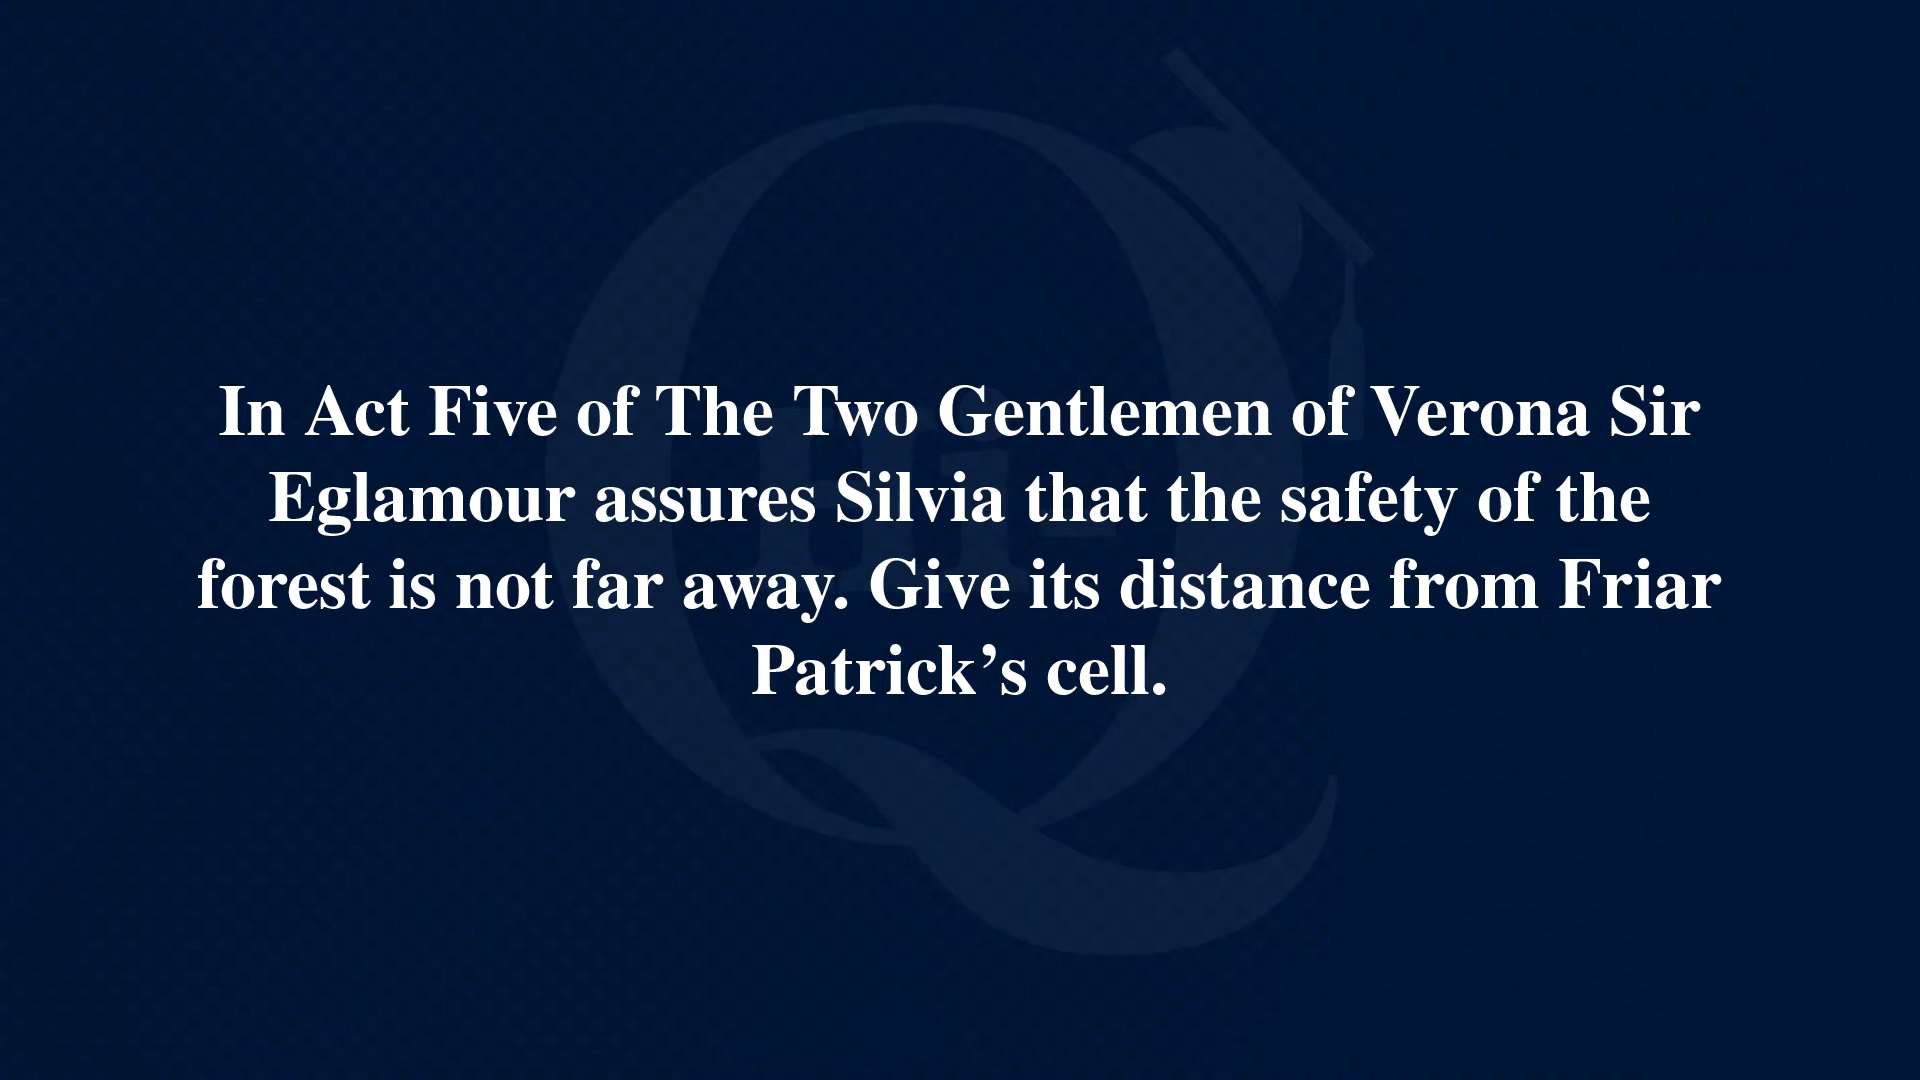 In Act Five of The Two Gentlemen of Verona Sir
Eglamour assures Silvia that the safety of the
forest is not far away. Give its distance from Friar
Patrick’s cell.